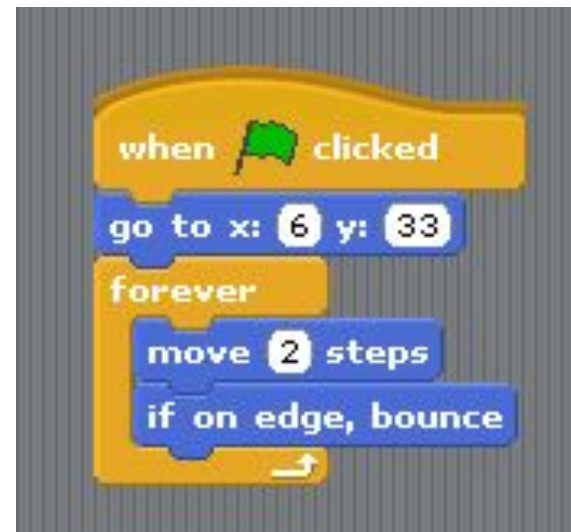 when clicked
go to x: 6 y: 33
forever
move 2 steps
if on edge, bounce